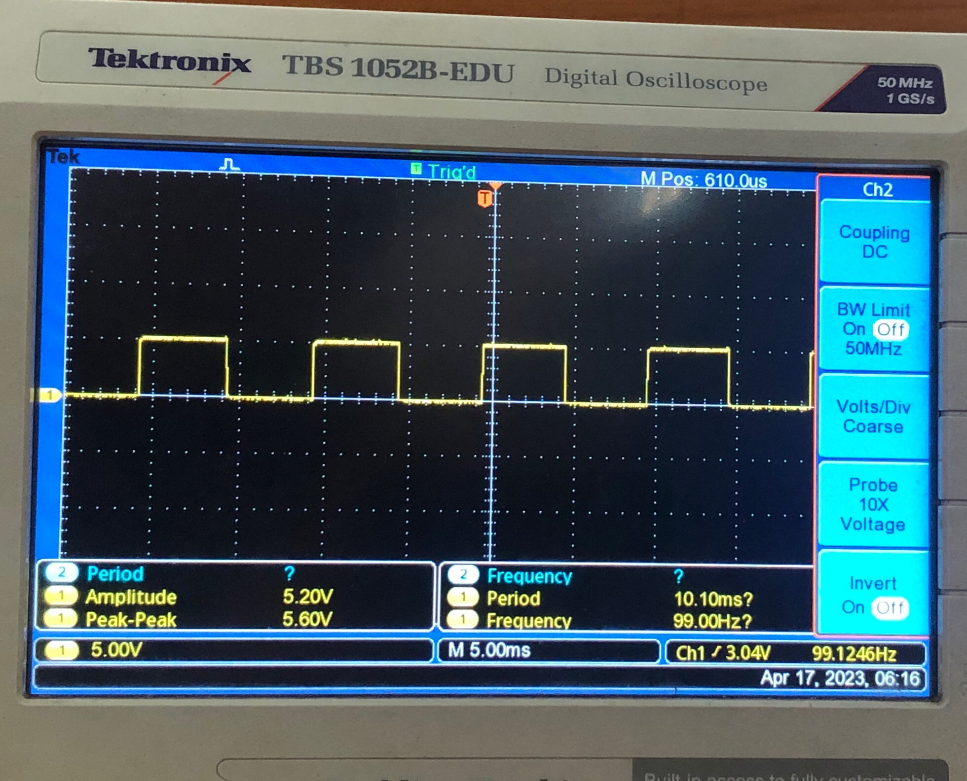 Tektronix TBS 1052B-EDU Digital Oscilloscope
50 MHz
1 GS/s
Tek
T Trig'd
M Pos: 610.0us
T
Ch2
Coupling
DC
BW Limit
On Off
50MHz
Volts/Div
Coarse
Probe
10X
Voltage
Invert
On Off
1
2 Period ?
1 Amplitude 5.20V
1 Peak-Peak 5.60V
2 Frequency ?
1 Period 10.10ms?
1 Frequency 99.00Hz?
1 5.00V
M 5.00ms
Ch1 / 3.04V 99.1246Hz
Apr 17, 2023, 06:16
Built-in access to fully customizable